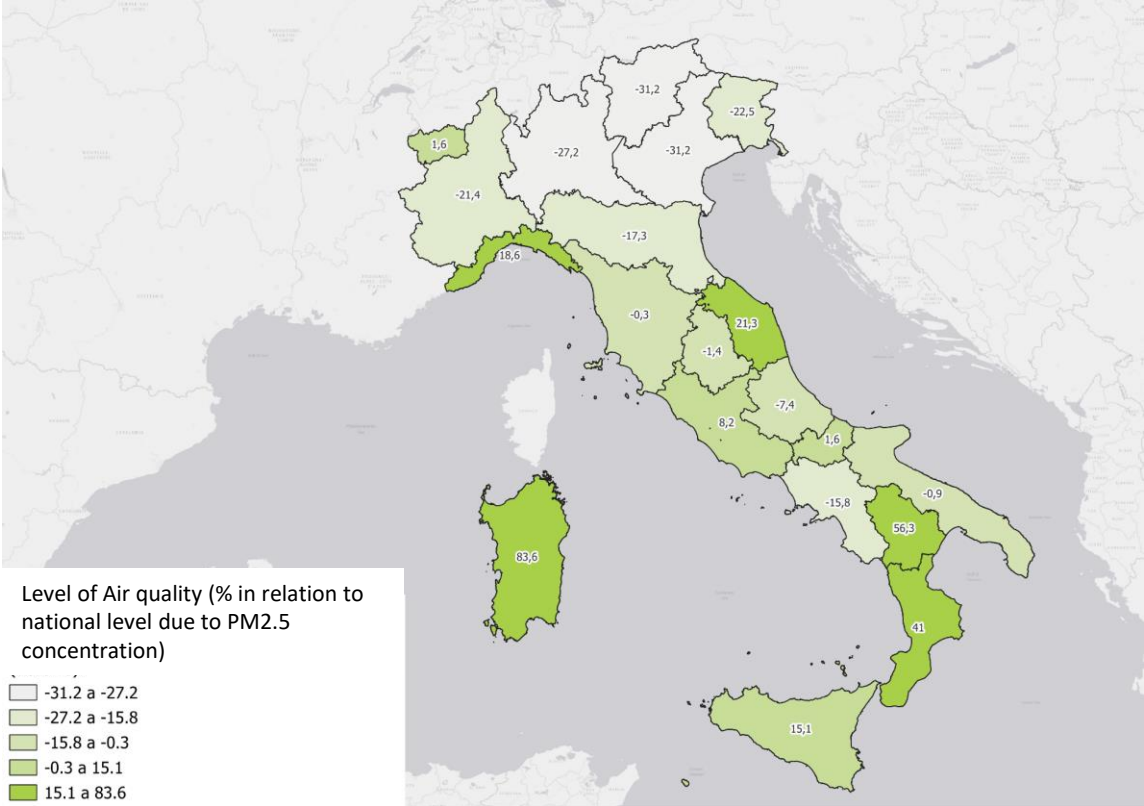 -31,2
-22,5
1,6
-27,2
-31,2
-21,4
-17,3
18,6
-0,3
21,3
-1,4
-7,4
8,2
1,6
-0,9
-15,8
56,3
83,6
41
15,1
Level of Air quality (% in relation to
national level due to PM2.5
concentration)
-31.2 a -27.2
-27.2 a -15.8
-15.8 a -0.3
-0.3 a 15.1
15.1 a 83.6